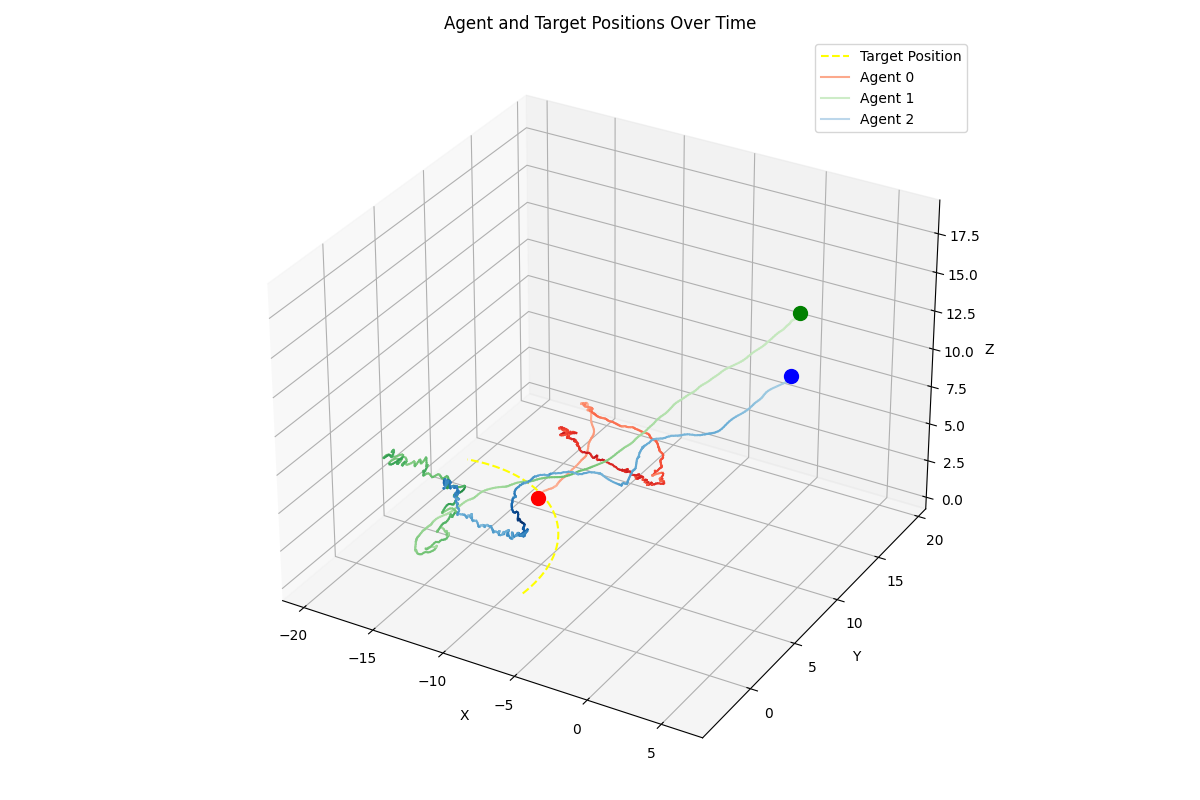 Agent and Target Positions Over Time
Target Position
Agent 0
Agent 1
Agent 2
17.5
15.0
12.5
10.0
Z
7.5
5.0
2.5
0.0
20
15
10
5
0
Y
−20
−15
−10
−5
0
5
X